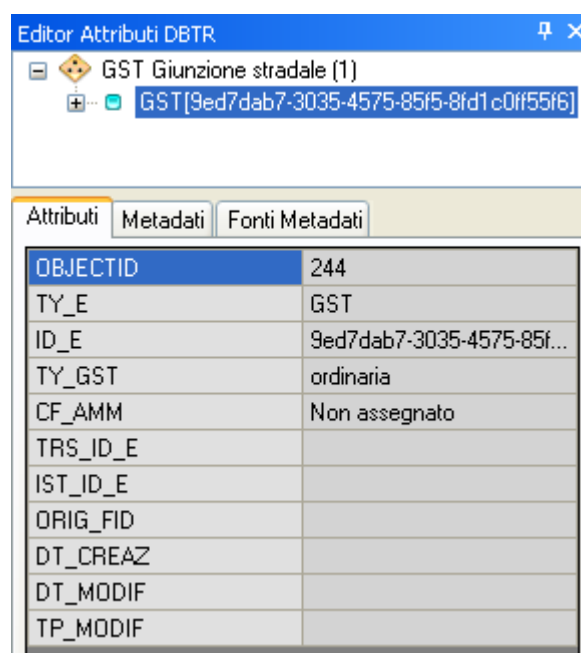 Editor Attributi DBTR
GST Giunzione stradale (1)
GST[9ed7dab7-3035-4575-85f5-8fd1c0ff55f6]
Attributi Metadati Fonti Metadati
OBJECTID 244
TY_E GST
ID_E 9ed7dab7-3035-4575-85f...
TY_GST ordinaria
CF_AMM Non assegnato
TRS_ID_E
IST_ID_E
ORIG_FID
DT_CREAZ
DT_MODIF
TP_MODIF